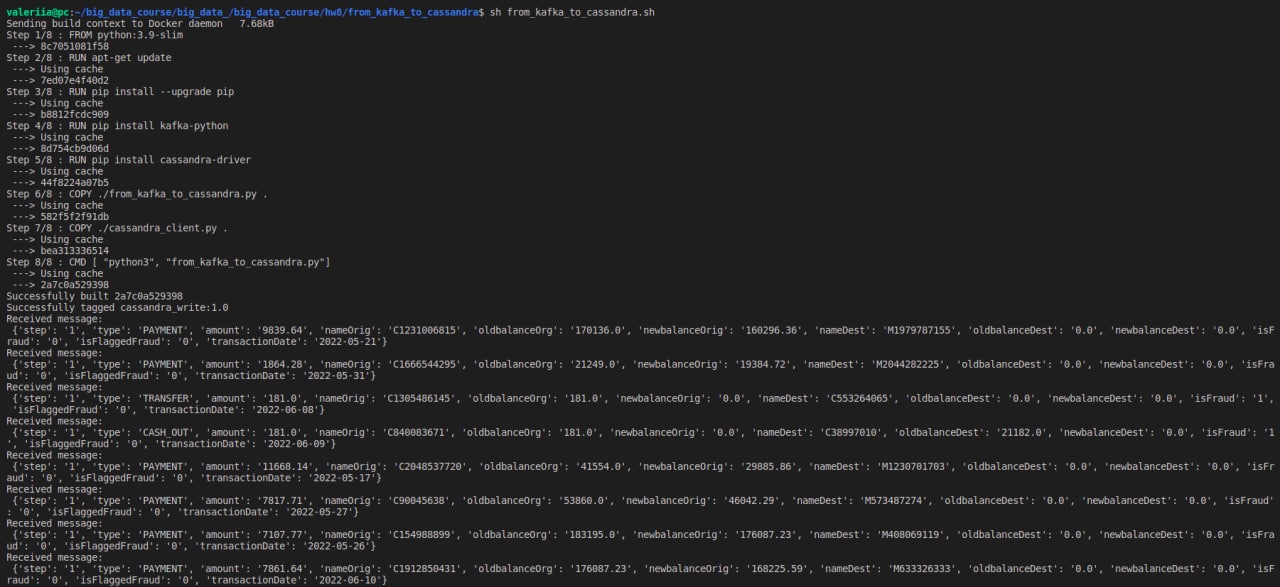 valeriia@pc:~/big_data_course/big_data_/big_data_course/hw8/from_kafka_to_cassandra$ sh from_kafka_to_cassandra.sh
Sending build context to Docker daemon   7.68kB
Step 1/8 : FROM python:3.9-slim
 ---> 8c7051081f58
Step 2/8 : RUN apt-get update
 ---> Using cache
 ---> 7ed07e4f40d2
Step 3/8 : RUN pip install --upgrade pip
 ---> Using cache
 ---> b8812fcdc909
Step 4/8 : RUN pip install kafka-python
 ---> Using cache
 ---> 8d754cb9d06d
Step 5/8 : RUN pip install cassandra-driver
 ---> Using cache
 ---> 44f8224a07b5
Step 6/8 : COPY ./from_kafka_to_cassandra.py .
 ---> Using cache
 ---> 582f5f2f91db
Step 7/8 : COPY ./cassandra_client.py .
 ---> Using cache
 ---> bea313336514
Step 8/8 : CMD [ "python3", "from_kafka_to_cassandra.py"]
 ---> Using cache
 ---> 2a7c0a529398
Successfully built 2a7c0a529398
Successfully tagged cassandra_write:1.0
Received message:
 {'step': '1', 'type': 'PAYMENT', 'amount': '9839.64', 'nameOrig': 'C1231006815', 'oldbalanceOrg': '170136.0', 'newbalanceOrig': '160296.36', 'nameDest': 'M1979787155', 'oldbalanceDest': '0.0', 'newbalanceDest': '0.0', 'isF
raud': '0', 'isFlaggedFraud': '0', 'transactionDate': '2022-05-21'}
Received message:
 {'step': '1', 'type': 'PAYMENT', 'amount': '1864.28', 'nameOrig': 'C1666544295', 'oldbalanceOrg': '21249.0', 'newbalanceOrig': '19384.72', 'nameDest': 'M2044282225', 'oldbalanceDest': '0.0', 'newbalanceDest': '0.0', 'isFra
ud': '0', 'isFlaggedFraud': '0', 'transactionDate': '2022-05-31'}
Received message:
 {'step': '1', 'type': 'TRANSFER', 'amount': '181.0', 'nameOrig': 'C1305486145', 'oldbalanceOrg': '181.0', 'newbalanceOrig': '0.0', 'nameDest': 'C553264065', 'oldbalanceDest': '0.0', 'newbalanceDest': '0.0', 'isFraud': '1',
 'isFlaggedFraud': '0', 'transactionDate': '2022-06-08'}
Received message:
 {'step': '1', 'type': 'CASH_OUT', 'amount': '181.0', 'nameOrig': 'C840083671', 'oldbalanceOrg': '181.0', 'newbalanceOrig': '0.0', 'nameDest': 'C38997010', 'oldbalanceDest': '21182.0', 'newbalanceDest': '0.0', 'isFraud': '1
', 'isFlaggedFraud': '0', 'transactionDate': '2022-06-09'}
Received message:
 {'step': '1', 'type': 'PAYMENT', 'amount': '11668.14', 'nameOrig': 'C2048537720', 'oldbalanceOrg': '41554.0', 'newbalanceOrig': '29885.86', 'nameDest': 'M1230701703', 'oldbalanceDest': '0.0', 'newbalanceDest': '0.0', 'isFr
aud': '0', 'isFlaggedFraud': '0', 'transactionDate': '2022-05-17'}
Received message:
 {'step': '1', 'type': 'PAYMENT', 'amount': '7817.71', 'nameOrig': 'C90045638', 'oldbalanceOrg': '53860.0', 'newbalanceOrig': '46042.29', 'nameDest': 'M573487274', 'oldbalanceDest': '0.0', 'newbalanceDest': '0.0', 'isFraud'
: '0', 'isFlaggedFraud': '0', 'transactionDate': '2022-05-27'}
Received message:
 {'step': '1', 'type': 'PAYMENT', 'amount': '7107.77', 'nameOrig': 'C154988899', 'oldbalanceOrg': '183195.0', 'newbalanceOrig': '176087.23', 'nameDest': 'M408069119', 'oldbalanceDest': '0.0', 'newbalanceDest': '0.0', 'isFra
ud': '0', 'isFlaggedFraud': '0', 'transactionDate': '2022-05-26'}
Received message:
 {'step': '1', 'type': 'PAYMENT', 'amount': '7861.64', 'nameOrig': 'C1912850431', 'oldbalanceOrg': '176087.23', 'newbalanceOrig': '168225.59', 'nameDest': 'M633326333', 'oldbalanceDest': '0.0', 'newbalanceDest': '0.0', 'isF
raud': '0', 'isFlaggedFraud': '0', 'transactionDate': '2022-06-10'}